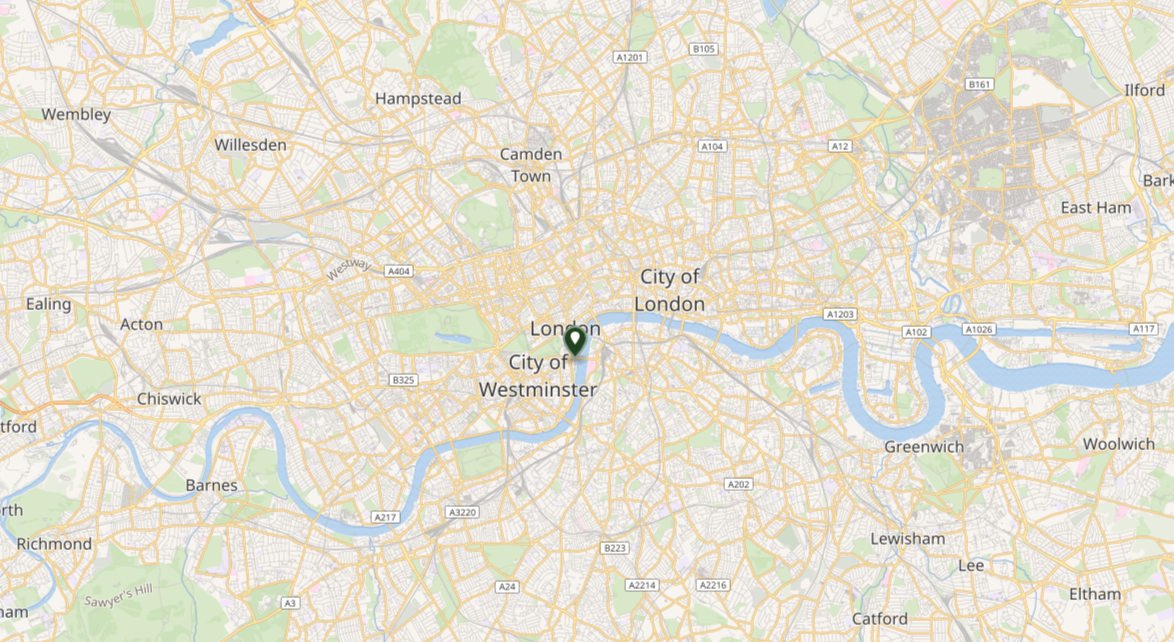 A1201
B105
Hampstead
B161
Ilford
Wembley
Willesden
A104
A12
Camden
Town
Bark
East Ham
Westway
A404
City of
London
Ealing
Acton
London
A1203
A102
A1026
A117
City of
Westminster
B325
Chiswick
tford
Greenwich
Woolwich
Barnes
A202
rth
A217
A3220
Richmond
Lewisham
B223
Lee
A24
A2214
A2216
Sawyer's Hill
A3
Eltham
ham
Catford